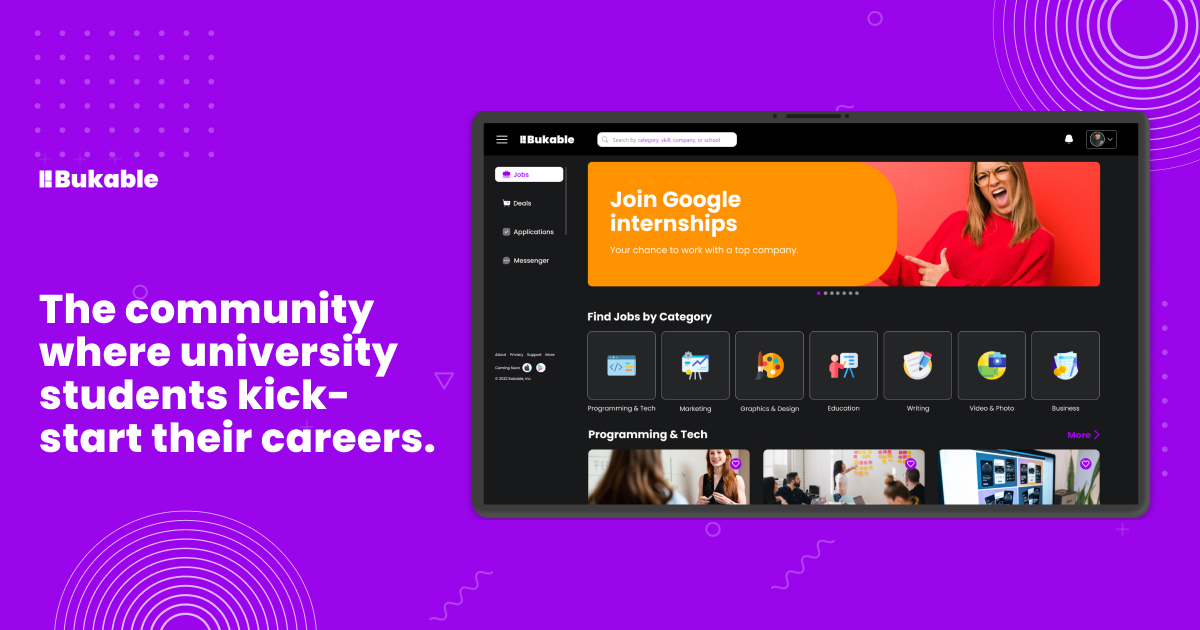 Bukable
The community
where university
students kick-
start their careers.
Bukable
Search by category, skill, company, or school
Jobs
Deals
Applications
Messenger
About Privacy Support More
Coming Soon
© 2022 Bukable, Inc.
Join Google
internships
Your chance to work with a top company.
Find Jobs by Category
Programming & Tech
Marketing
Graphics & Design
Education
Writing
Video & Photo
Business
Programming & Tech
More